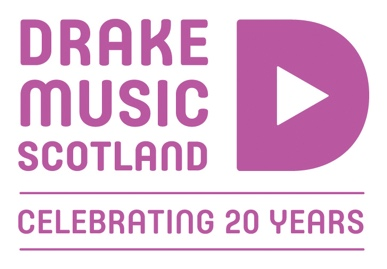 DRAKE
MUSIC
SCOTLAND
CELEBRATING 20 YEARS